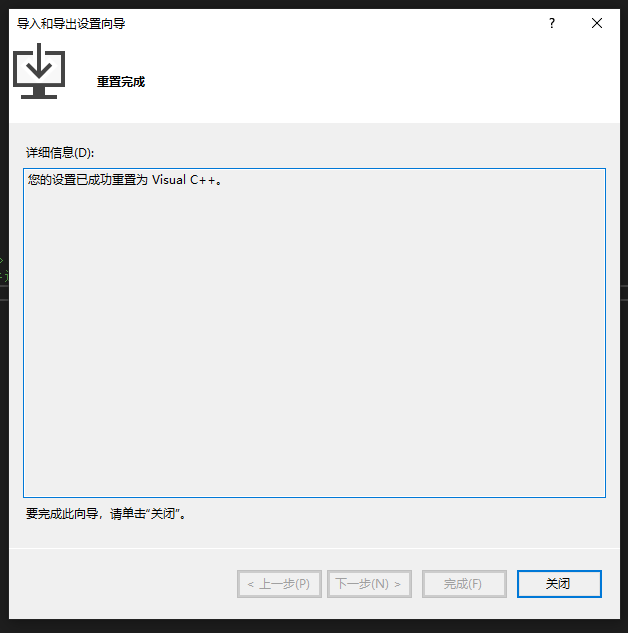 导入和导出设置向导
?
重置完成
详细信息(D):
您的设置已成功重置为 Visual C++。
要完成此向导，请单击“关闭”。
< 上一步(P)
下一步(N) >
完成(F)
关闭